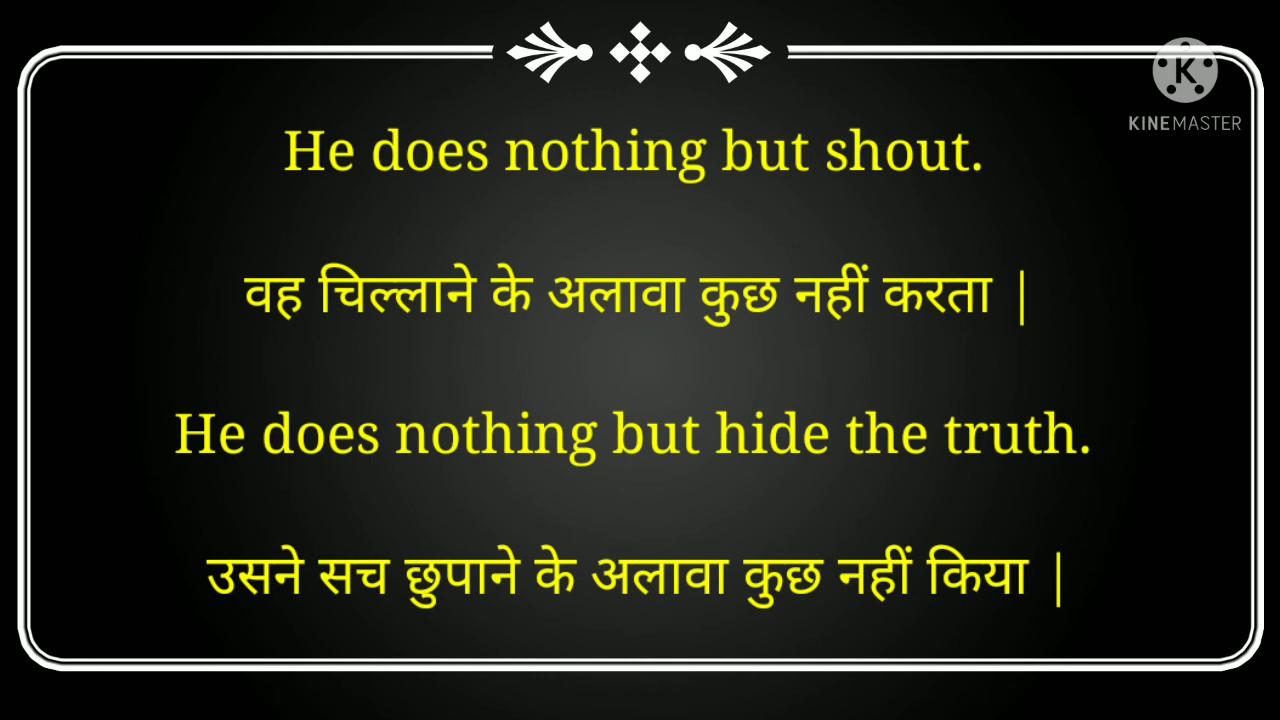 K
KINEMASTER
He does nothing but shout.
वह चिल्लाने के अलावा कुछ नहीं करता |
He does nothing but hide the truth.
उसने सच छुपाने के अलावा कुछ नहीं किया |